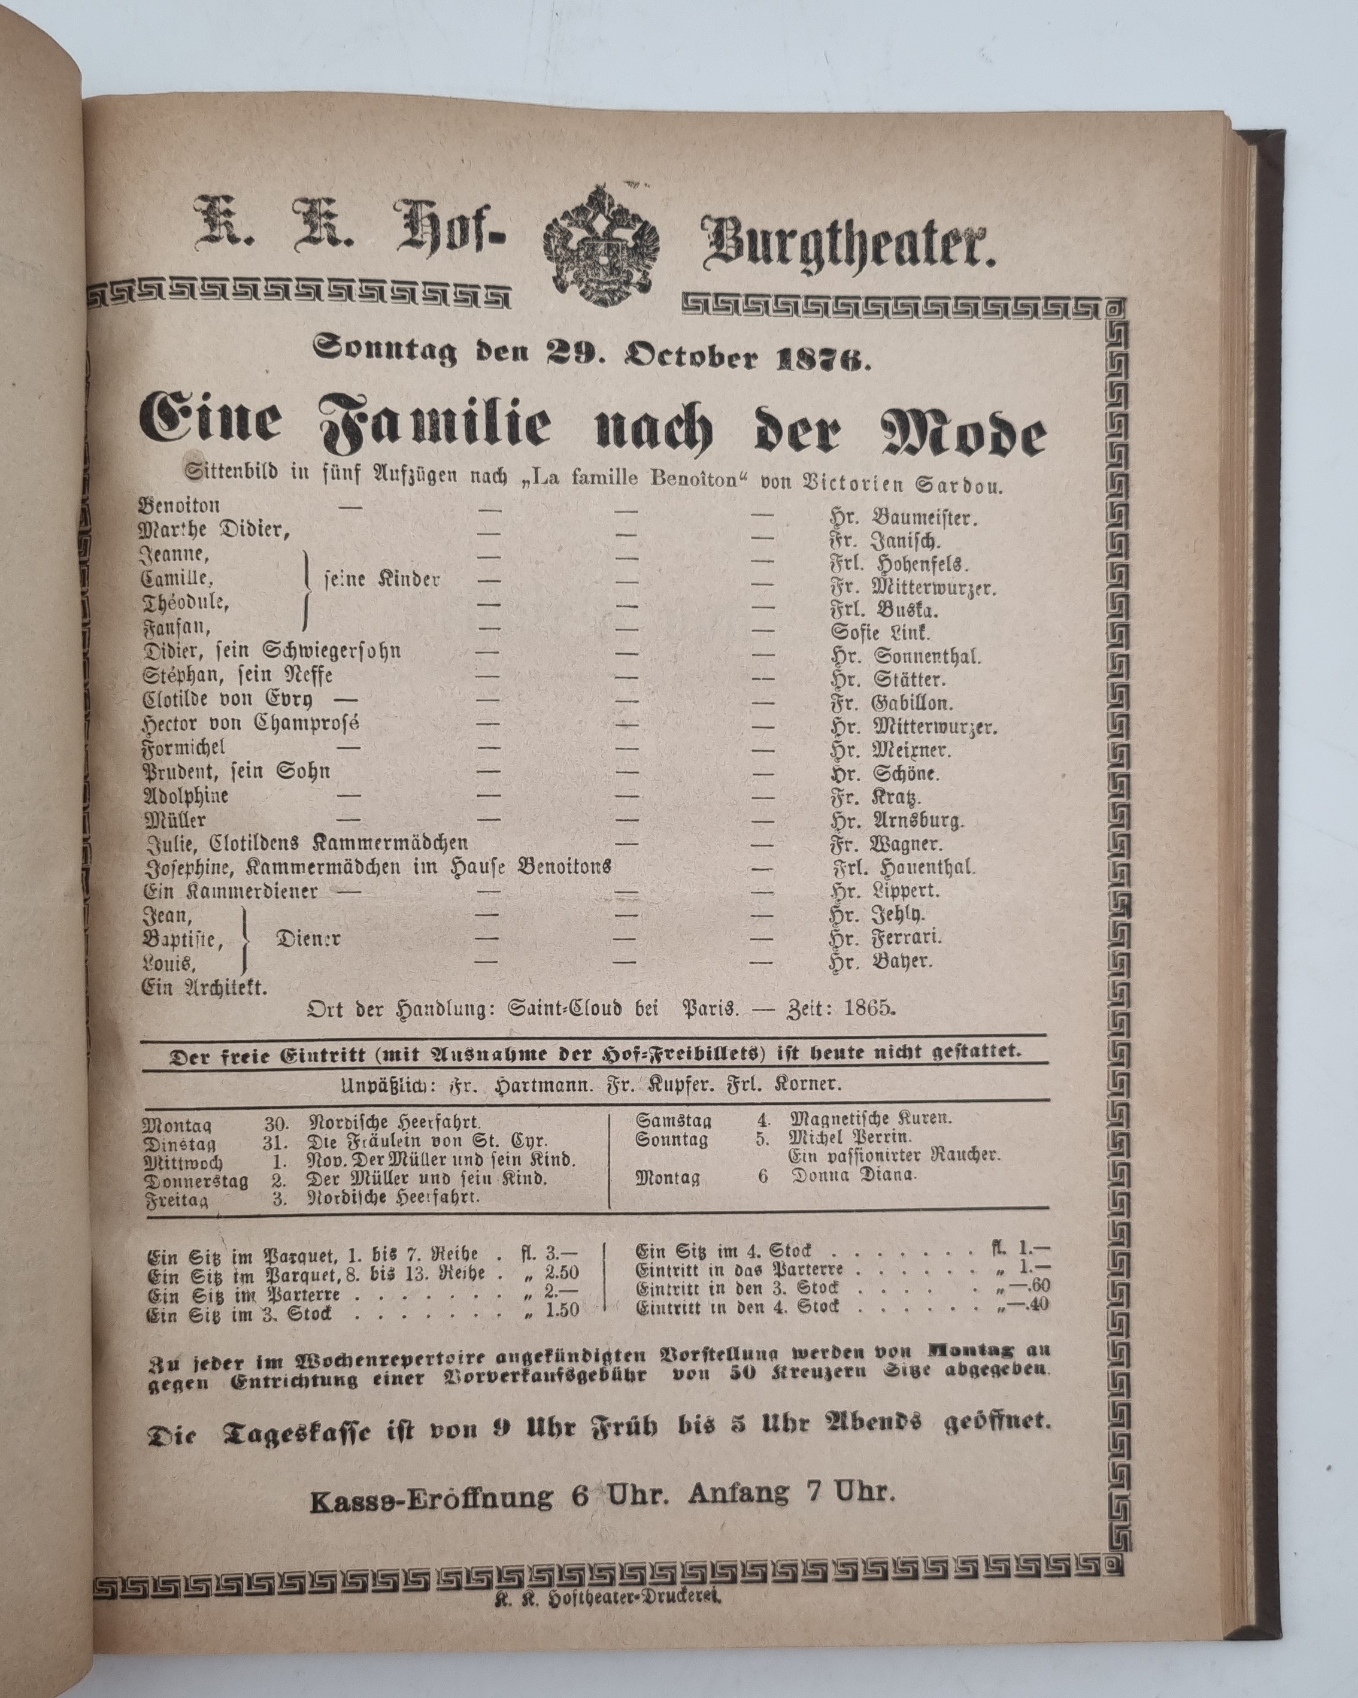 K. K. Hof- Burgtheater.
Sonntag den 29. October 1876.
Eine Familie nach der Mode
Sittenbild in fünf Aufzügen nach „La famille Benoîton“ von Victorien Sardou.
Benoiton — — — — Hr. Baumeister.
Marthe Didier, — — — Fr. Janisch.
Jeanne, — — — Frl. Hohenfels.
Camille, } seine Kinder — — — Fr. Mitterwurzer.
Théodule, — — — Frl. Buska.
Fanfan, — — — Sofie Link.
Didier, sein Schwiegersohn — — — Hr. Sonnenthal.
Stéphan, sein Neffe — — — Hr. Stätter.
Clotilde von Evry — — — — Fr. Gabillon.
Hector von Champrosé — — — Hr. Mitterwurzer.
Formichel — — — — Hr. Meixner.
Prudent, sein Sohn — — — Hr. Schöne.
Adolphine — — — — Fr. Kratz.
Müller — — — — Hr. Arnsburg.
Julie, Clotildens Kammermädchen — — Fr. Wagner.
Josephine, Kammermädchen im Hause Benoitons — Frl. Hauenthal.
Ein Kammerdiener — — — — Hr. Lippert.
Jean, — — — Hr. Jehly.
Baptiste, } Diener — — — Hr. Ferrari.
Louis, — — — Hr. Bayer.
Ein Architekt.
Ort der Handlung: Saint-Cloud bei Paris. — Zeit: 1865.
Der freie Eintritt (mit Ausnahme der Hof-Freibillets) ist heute nicht gestattet.
Unpäßlich: Fr. Hartmann. Fr. Kupfer. Frl. Korner.
Montag 30. Nordische Heerfahrt.
Dinstag 31. Die Fräulein von St. Cyr.
Mittwoch 1. Nov. Der Müller und sein Kind.
Donnerstag 2. Der Müller und sein Kind.
Freitag 3. Nordische Heerfahrt.
Samstag 4. Magnetische Kuren.
Sonntag 5. Michel Perrin.
Ein passionirter Raucher.
Montag 6 Donna Diana.
Ein Sitz im Parquet, 1. bis 7. Reihe . fl. 3.—
Ein Sitz im Parquet, 8. bis 13. Reihe . „ 2.50
Ein Sitz im Parterre . . . . . . . „ 2.—
Ein Sitz im 3. Stock . . . . . . . „ 1.50
Ein Sitz im 4. Stock . . . . . . . fl. 1.—
Eintritt in das Parterre . . . . . . „ 1.—
Eintritt in den 3. Stock . . . . . . „ —.60
Eintritt in den 4. Stock . . . . . . „ —.40
Zu jeder im Wochenrepertoire angekündigten Vorstellung werden von Montag an
gegen Entrichtung einer Vorverkaufsgebühr von 50 Kreuzern Sitze abgegeben.
Die Tageskasse ist von 9 Uhr Früh bis 5 Uhr Abends geöffnet.
Kasse-Eröffnung 6 Uhr. Anfang 7 Uhr.
K. K. Hoftheater-Druckerei.